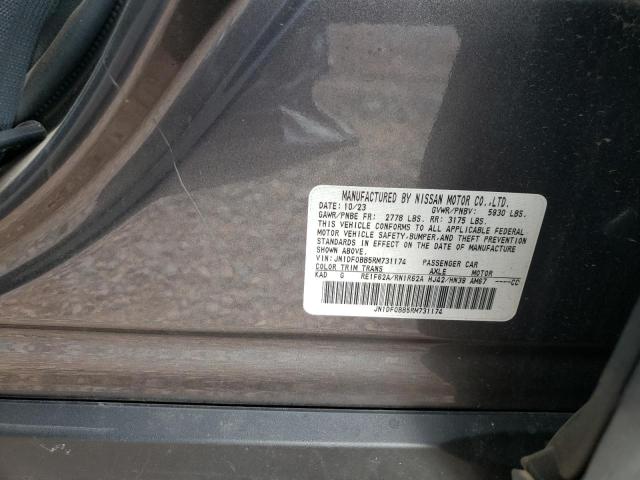 MANUFACTURED BY NISSAN MOTOR CO.,LTD.
DATE: 10/23 GVWR/PNBV: 5930 LBS.
GAWR/PNBE FR: 2778 LBS. RR: 3175 LBS.
THIS VEHICLE CONFORMS TO ALL APPLICABLE FEDERAL
MOTOR VEHICLE SAFETY,BUMPER,AND THEFT PREVENTION
STANDARDS IN EFFECT ON THE DATE OF MANUFACTURE
SHOWN ABOVE.
VIN: JN1DF0BB5RM731174 PASSENGER CAR
COLOR TRIM TRANS AXLE MOTOR
KAD G RE1F62A/RN1R62A HJ42/HN39 AM67 ----CC
JN1DF0BB5RM731174